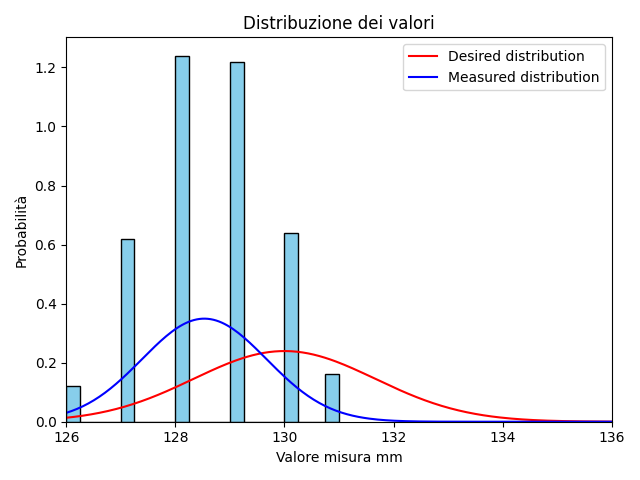 Distribuzione dei valori
Desired distribution
Measured distribution
Probabilità
1.2
1.0
0.8
0.6
0.4
0.2
0.0
126 128 130 132 134 136
Valore misura mm